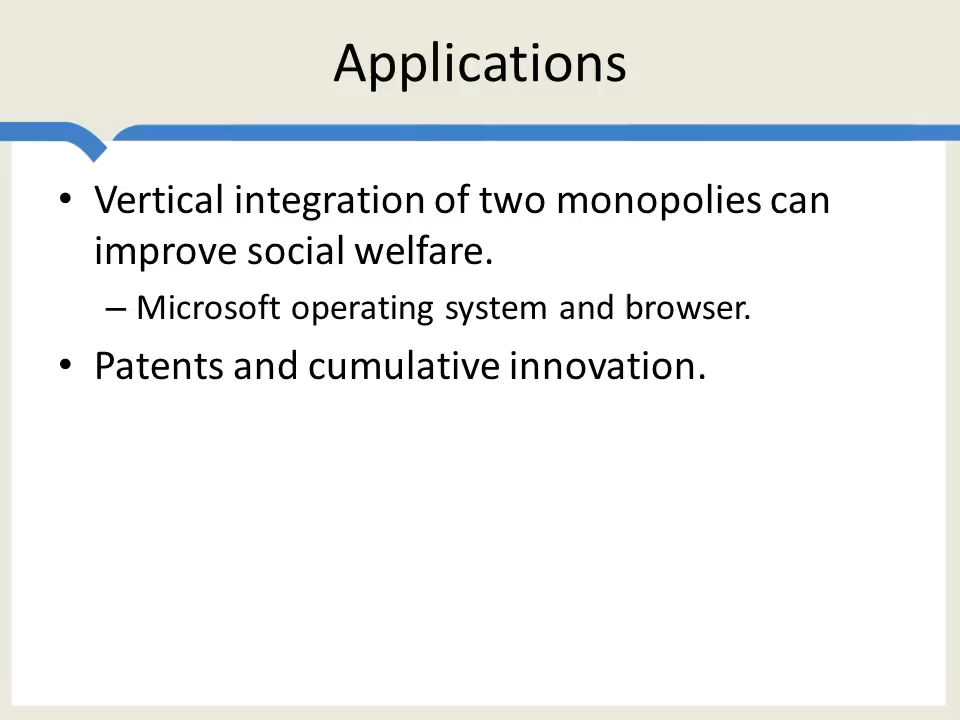 Applications
• Vertical integration of two monopolies can
improve social welfare.
– Microsoft operating system and browser.
• Patents and cumulative innovation.